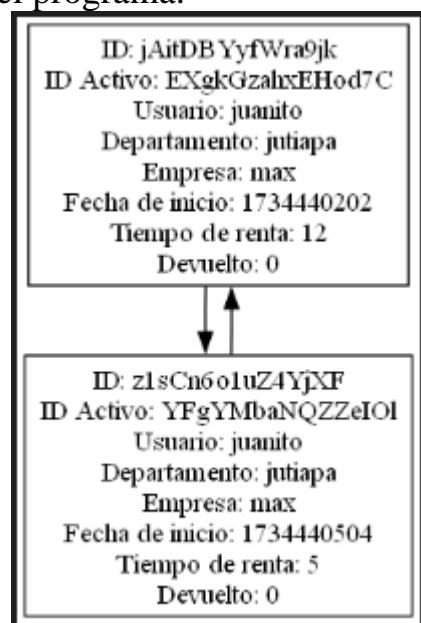 el programa.
ID: jAitDBYyfWra9jk
ID Activo: EXgkGzahxEHod7C
Usuario: juanito
Departamento: jutiapa
Empresa: max
Fecha de inicio: 1734440202
Tiempo de renta: 12
Devuelto: 0
ID: z1sCn6o1uZ4YjXF
ID Activo: YFgYMbaNQZZeIOl
Usuario: juanito
Departamento: jutiapa
Empresa: max
Fecha de inicio: 1734440504
Tiempo de renta: 5
Devuelto: 0